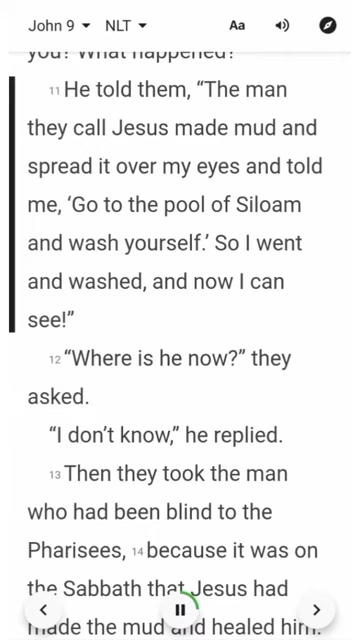 John 9 NLT Aa
you? What happened?"
11 He told them, “The man
they call Jesus made mud and
spread it over my eyes and told
me, ‘Go to the pool of Siloam
and wash yourself.’ So I went
and washed, and now I can
see!”
12 “Where is he now?” they
asked.
“I don’t know,” he replied.
13 Then they took the man
who had been blind to the
Pharisees, 14 because it was on
the Sabbath that Jesus had
made the mud and healed him.